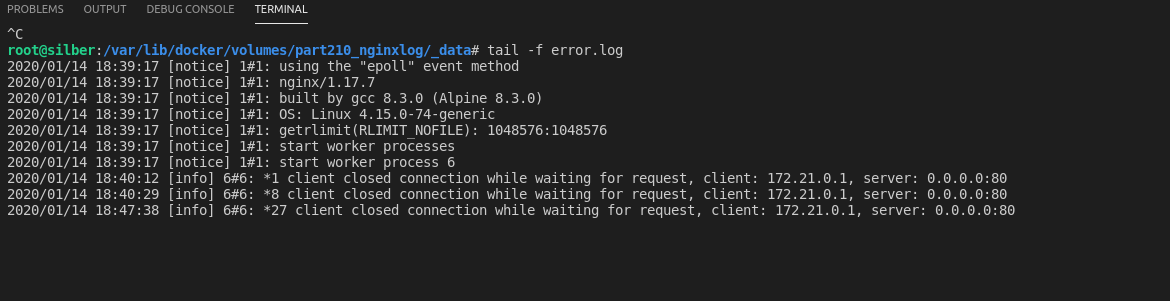 PROBLEMS OUTPUT DEBUG CONSOLE TERMINAL
^C
root@silber:/var/lib/docker/volumes/part210_nginxlog/_data# tail -f error.log
2020/01/14 18:39:17 [notice] 1#1: using the "epoll" event method
2020/01/14 18:39:17 [notice] 1#1: nginx/1.17.7
2020/01/14 18:39:17 [notice] 1#1: built by gcc 8.3.0 (Alpine 8.3.0)
2020/01/14 18:39:17 [notice] 1#1: OS: Linux 4.15.0-74-generic
2020/01/14 18:39:17 [notice] 1#1: getrlimit(RLIMIT_NOFILE): 1048576:1048576
2020/01/14 18:39:17 [notice] 1#1: start worker processes
2020/01/14 18:39:17 [notice] 1#1: start worker process 6
2020/01/14 18:40:12 [info] 6#6: *1 client closed connection while waiting for request, client: 172.21.0.1, server: 0.0.0.0:80
2020/01/14 18:40:29 [info] 6#6: *8 client closed connection while waiting for request, client: 172.21.0.1, server: 0.0.0.0:80
2020/01/14 18:47:38 [info] 6#6: *27 client closed connection while waiting for request, client: 172.21.0.1, server: 0.0.0.0:80